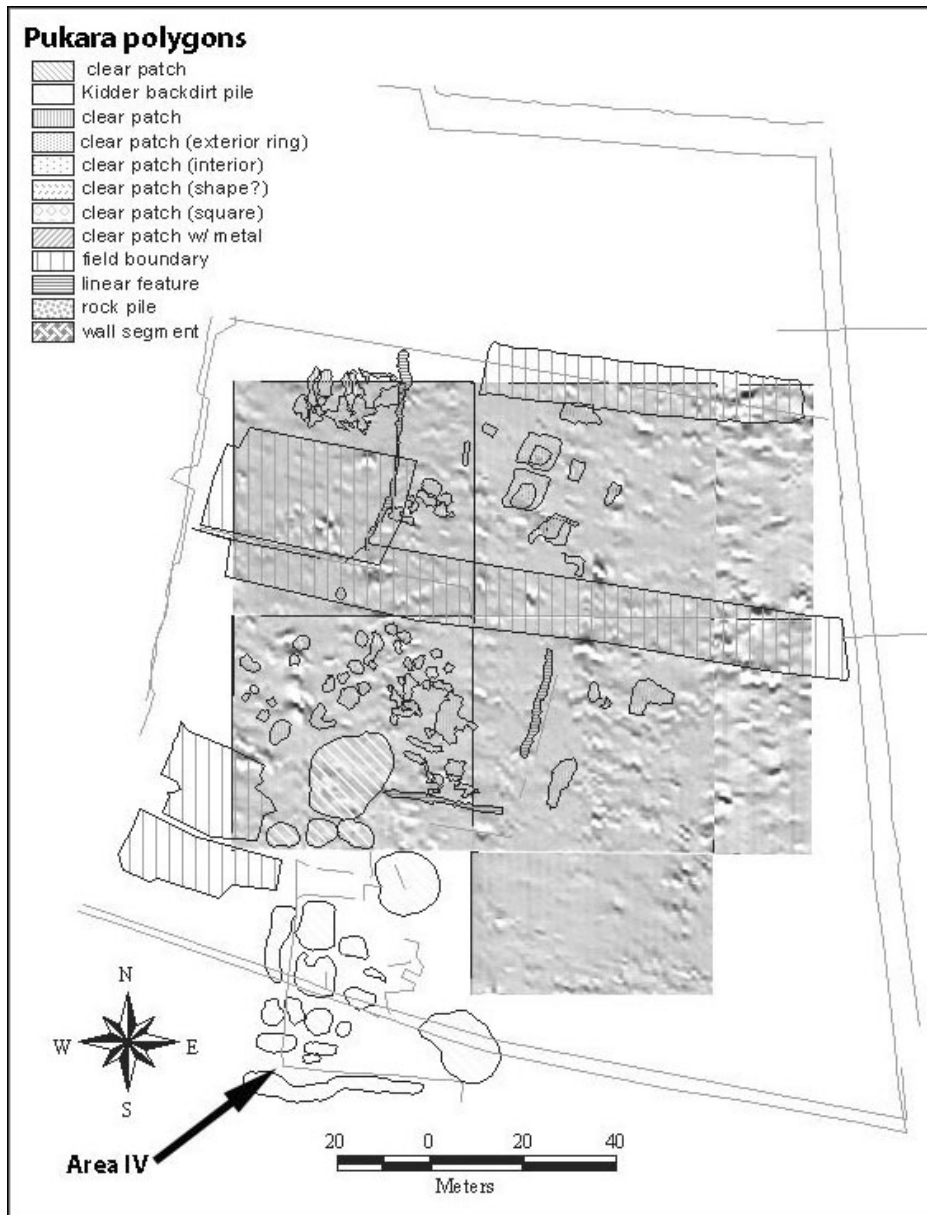 Pukara polygons
clear patch
Kidder backdirt pile
clear patch
clear patch (exterior ring)
clear patch (interior)
clear patch (shape?)
clear patch (square)
clear patch w/ metal
field boundary
linear feature
rock pile
wall segment
N
W E
S
Area IV
20 0 20 40
Meters